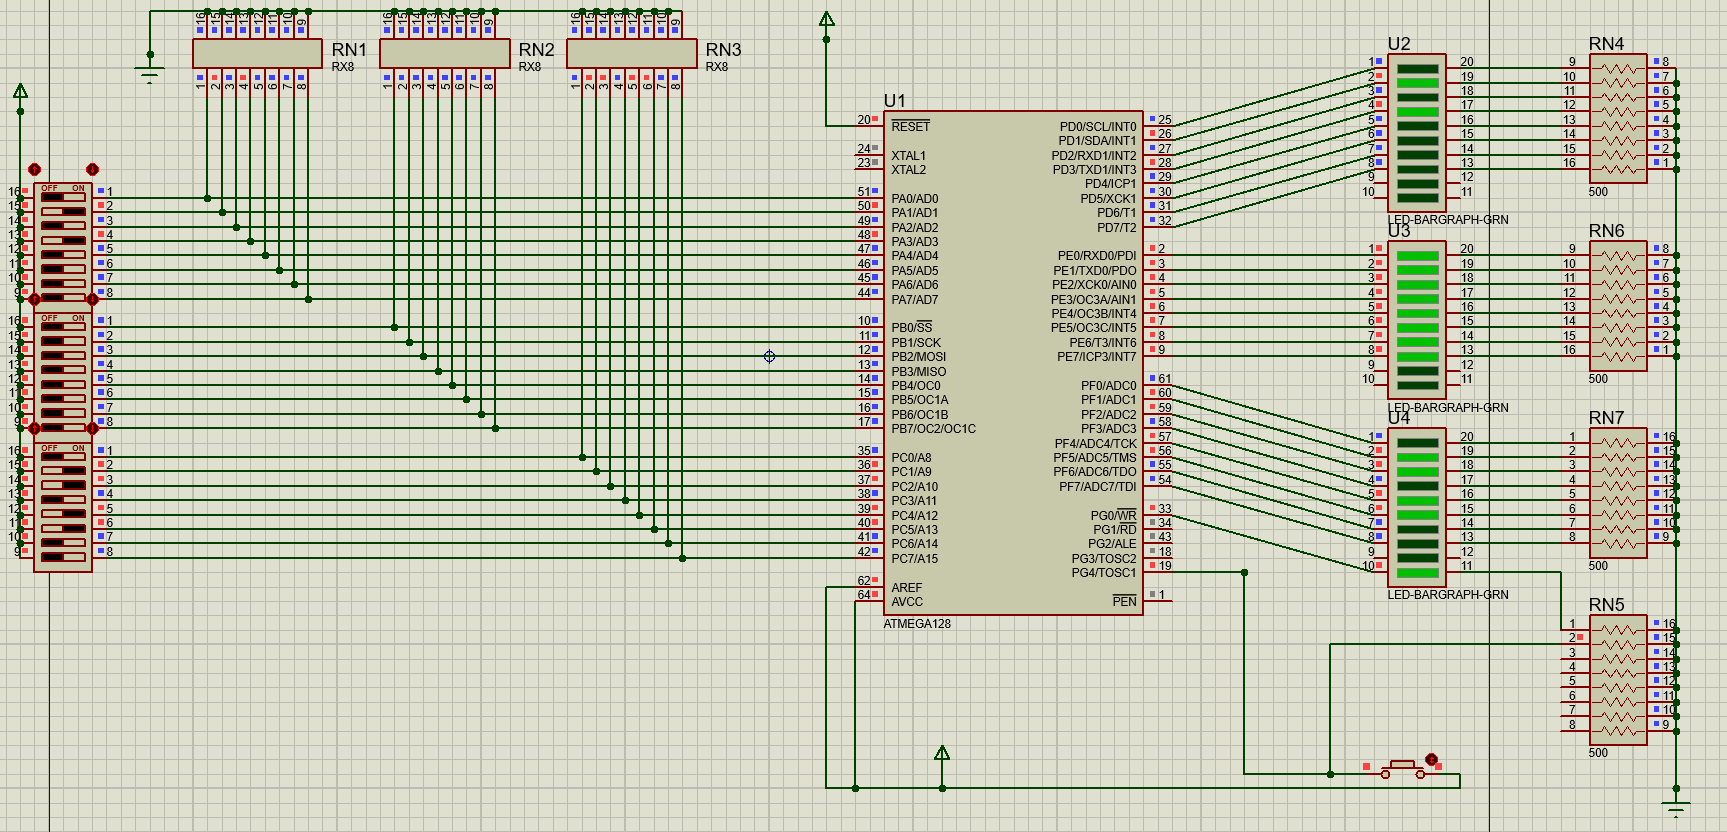 16 15 14 13 12 11 10 9
RN1
RX8
1 2 3 4 5 6 7 8
16 15 14 13 12 11 10 9
RN2
RX8
1 2 3 4 5 6 7 8
16 15 14 13 12 11 10 9
RN3
RX8
1 2 3 4 5 6 7 8
OFF ON
16 1
15 2
14 3
13 4
12 5
11 6
10 7
9 8
OFF ON
16 1
15 2
14 3
13 4
12 5
11 6
10 7
9 8
OFF ON
16 1
15 2
14 3
13 4
12 5
11 6
10 7
9 8
U1
20 RESET
24 XTAL1
23 XTAL2
51 PA0/AD0
50 PA1/AD1
49 PA2/AD2
48 PA3/AD3
47 PA4/AD4
46 PA5/AD5
45 PA6/AD6
44 PA7/AD7
10 PB0/SS
11 PB1/SCK
12 PB2/MOSI
13 PB3/MISO
14 PB4/OC0
15 PB5/OC1A
16 PB6/OC1B
17 PB7/OC2/OC1C
35 PC0/A8
36 PC1/A9
37 PC2/A10
38 PC3/A11
39 PC4/A12
40 PC5/A13
41 PC6/A14
42 PC7/A15
62 AREF
64 AVCC
PD0/SCL/INT0 25
PD1/SDA/INT1 26
PD2/RXD1/INT2 27
PD3/TXD1/INT3 28
PD4/ICP1 29
PD5/XCK1 30
PD6/T1 31
PD7/T2 32
PE0/RXD0/PDI 2
PE1/TXD0/PDO 3
PE2/XCK0/AIN0 4
PE3/OC3A/AIN1 5
PE4/OC3B/INT4 6
PE5/OC3C/INT5 7
PE6/T3/INT6 8
PE7/ICP3/INT7 9
PF0/ADC0 61
PF1/ADC1 60
PF2/ADC2 59
PF3/ADC3 58
PF4/ADC4/TCK 57
PF5/ADC5/TMS 56
PF6/ADC6/TDO 55
PF7/ADC7/TDI 54
PG0/WR 33
PG1/RD 34
PG2/ALE 43
PG3/TOSC2 18
PG4/TOSC1 19
PEN 1
ATMEGA128
U2
1 20
2 19
3 18
4 17
5 16
6 15
7 14
8 13
9 12
10 11
LED-BARGRAPH-GRN
U3
1 20
2 19
3 18
4 17
5 16
6 15
7 14
8 13
9 12
10 11
LED-BARGRAPH-GRN
U4
1 20
2 19
3 18
4 17
5 16
6 15
7 14
8 13
9 12
10 11
LED-BARGRAPH-GRN
RN4
9 8
10 7
11 6
12 5
13 4
14 3
15 2
16 1
500
RN6
9 8
10 7
11 6
12 5
13 4
14 3
15 2
16 1
500
RN7
1 16
2 15
3 14
4 13
5 12
6 11
7 10
8 9
500
RN5
1 16
2 15
3 14
4 13
5 12
6 11
7 10
8 9
500